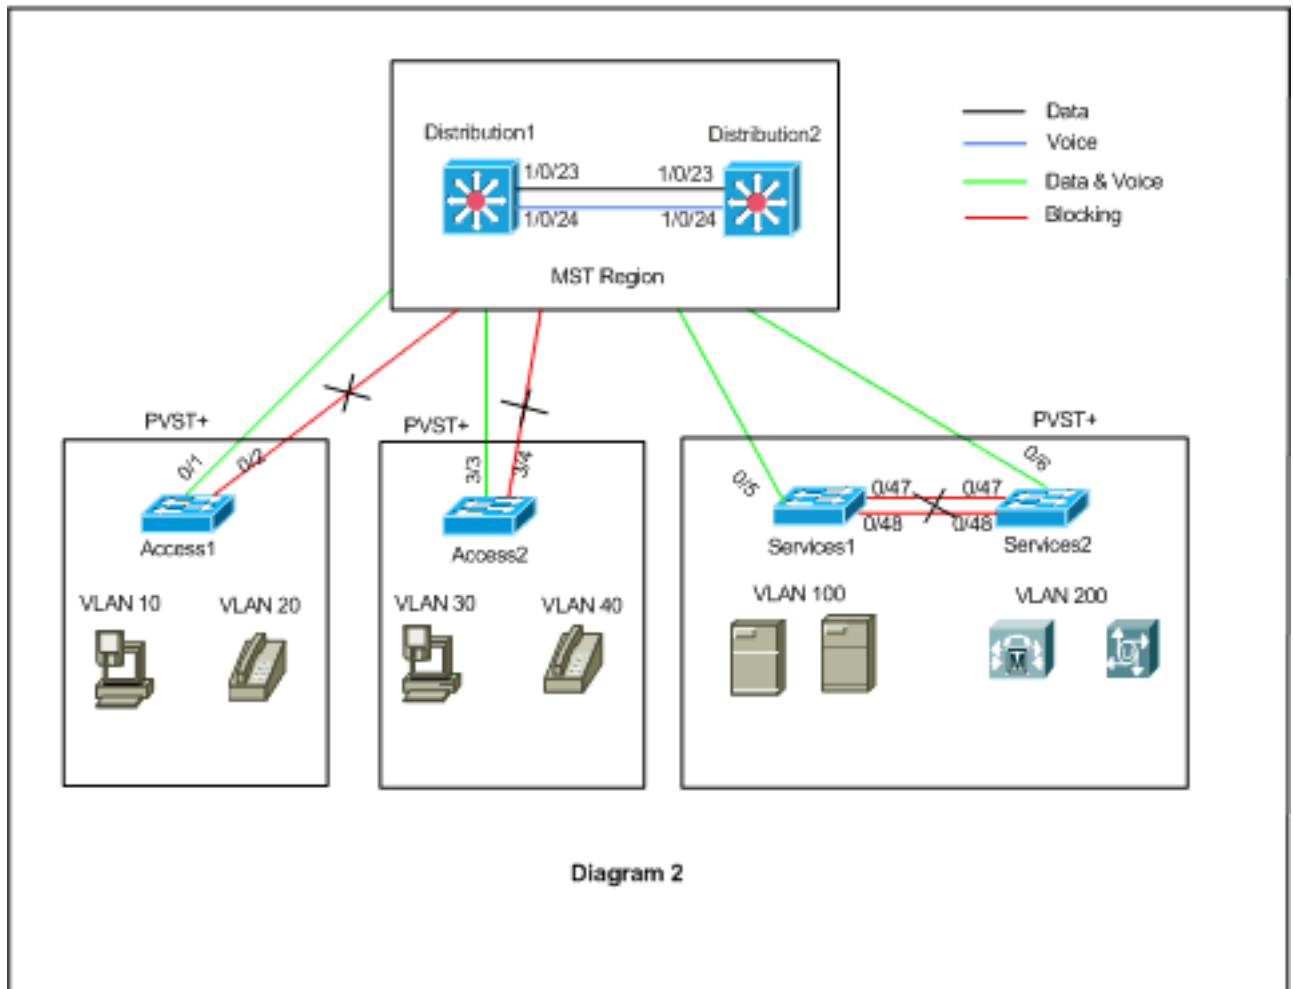 Data
Distribution1
Distribution2
Voice
1/0/23
1/0/23
Data & Voice
1/0/24
1/0/24
Blocking
MST Region
PVST+
PVST+
PVST+
0/1
0/2
3/3
3/4
0/5
0/6
0/47
0/47
0/48
0/48
Access1
Access2
Services1
Services2
VLAN 10
VLAN 20
VLAN 30
VLAN 40
VLAN 100
VLAN 200
M
Diagram 2